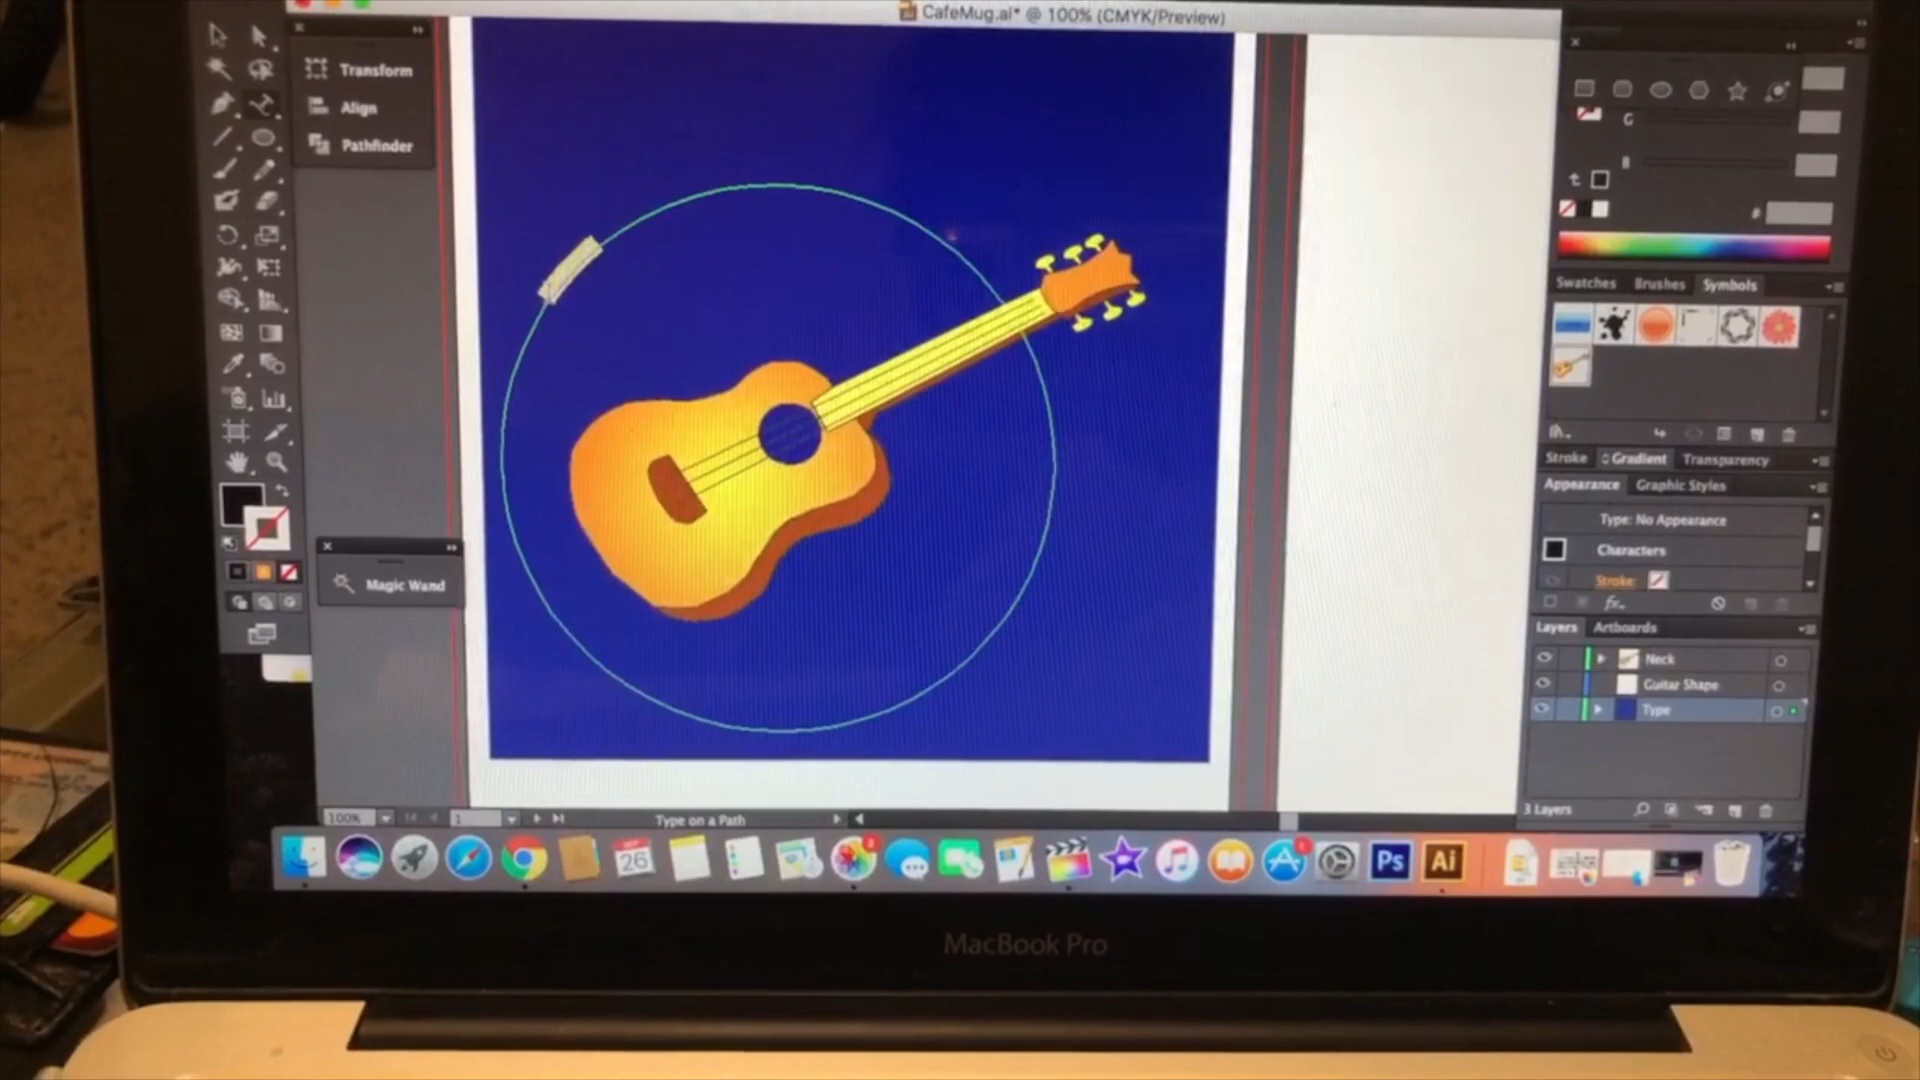 CafeMug.ai* @ 100% (CMYK/Preview)
Transform
Align
Pathfinder
G
B
#
Swatches Brushes Symbols
Stroke Gradient Transparency
Appearance Graphic Styles
Type: No Appearance
Characters
Stroke:
fx
Magic Wand
Layers Artboards
Neck
Guitar Shape
Type
3 Layers
100% 1 Type on a Path
26
Ps
Ai
MacBook Pro